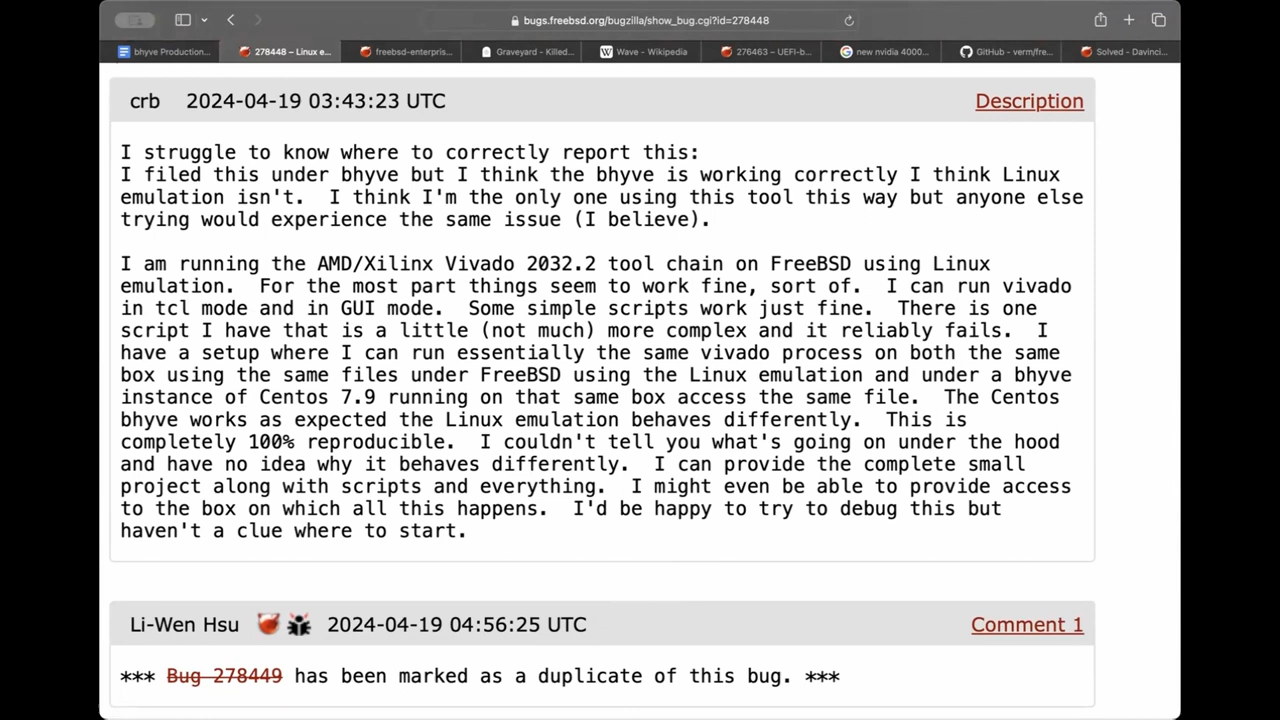 bugs.freebsd.org/bugzilla/show_bug.cgi?id=278448
bhyve Production... 278448 – Linux e... freebsd-enterpris... Graveyard - Killed... Wave - Wikipedia 276463 – UEFI-b... new nvidia 4000... GitHub - verm/fre... Solved - Davinci...
crb 2024-04-19 03:43:23 UTC Description
I struggle to know where to correctly report this:
I filed this under bhyve but I think the bhyve is working correctly I think Linux
emulation isn't. I think I'm the only one using this tool this way but anyone else
trying would experience the same issue (I believe).
I am running the AMD/Xilinx Vivado 2032.2 tool chain on FreeBSD using Linux
emulation. For the most part things seem to work fine, sort of. I can run vivado
in tcl mode and in GUI mode. Some simple scripts work just fine. There is one
script I have that is a little (not much) more complex and it reliably fails. I
have a setup where I can run essentially the same vivado process on both the same
box using the same files under FreeBSD using the Linux emulation and under a bhyve
instance of Centos 7.9 running on that same box access the same file. The Centos
bhyve works as expected the Linux emulation behaves differently. This is
completely 100% reproducible. I couldn't tell you what's going on under the hood
and have no idea why it behaves differently. I can provide the complete small
project along with scripts and everything. I might even be able to provide access
to the box on which all this happens. I'd be happy to try to debug this but
haven't a clue where to start.
Li-Wen Hsu 2024-04-19 04:56:25 UTC Comment 1
*** Bug 278449 has been marked as a duplicate of this bug. ***